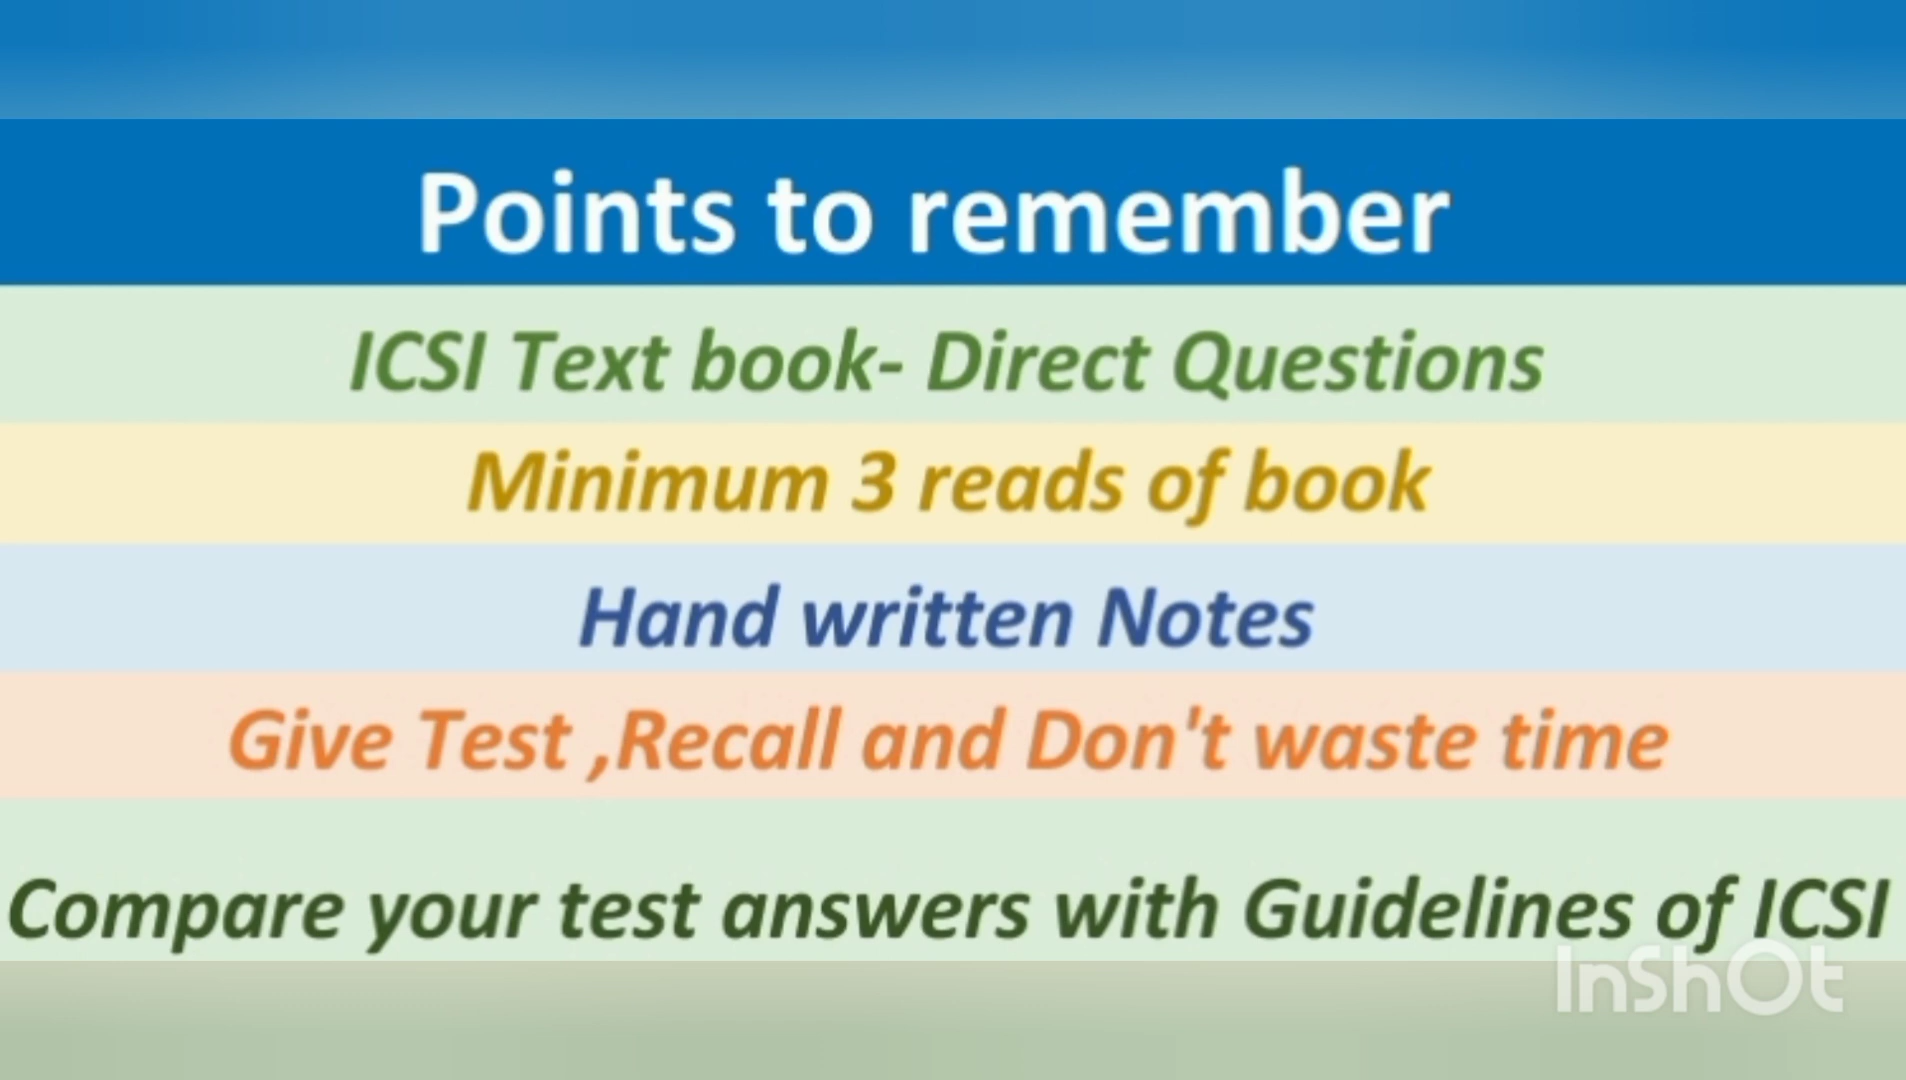 Points to remember
ICSI Text book- Direct Questions
Minimum 3 reads of book
Hand written Notes
Give Test ,Recall and Don't waste time
Compare your test answers with Guidelines of ICSI
InShOt